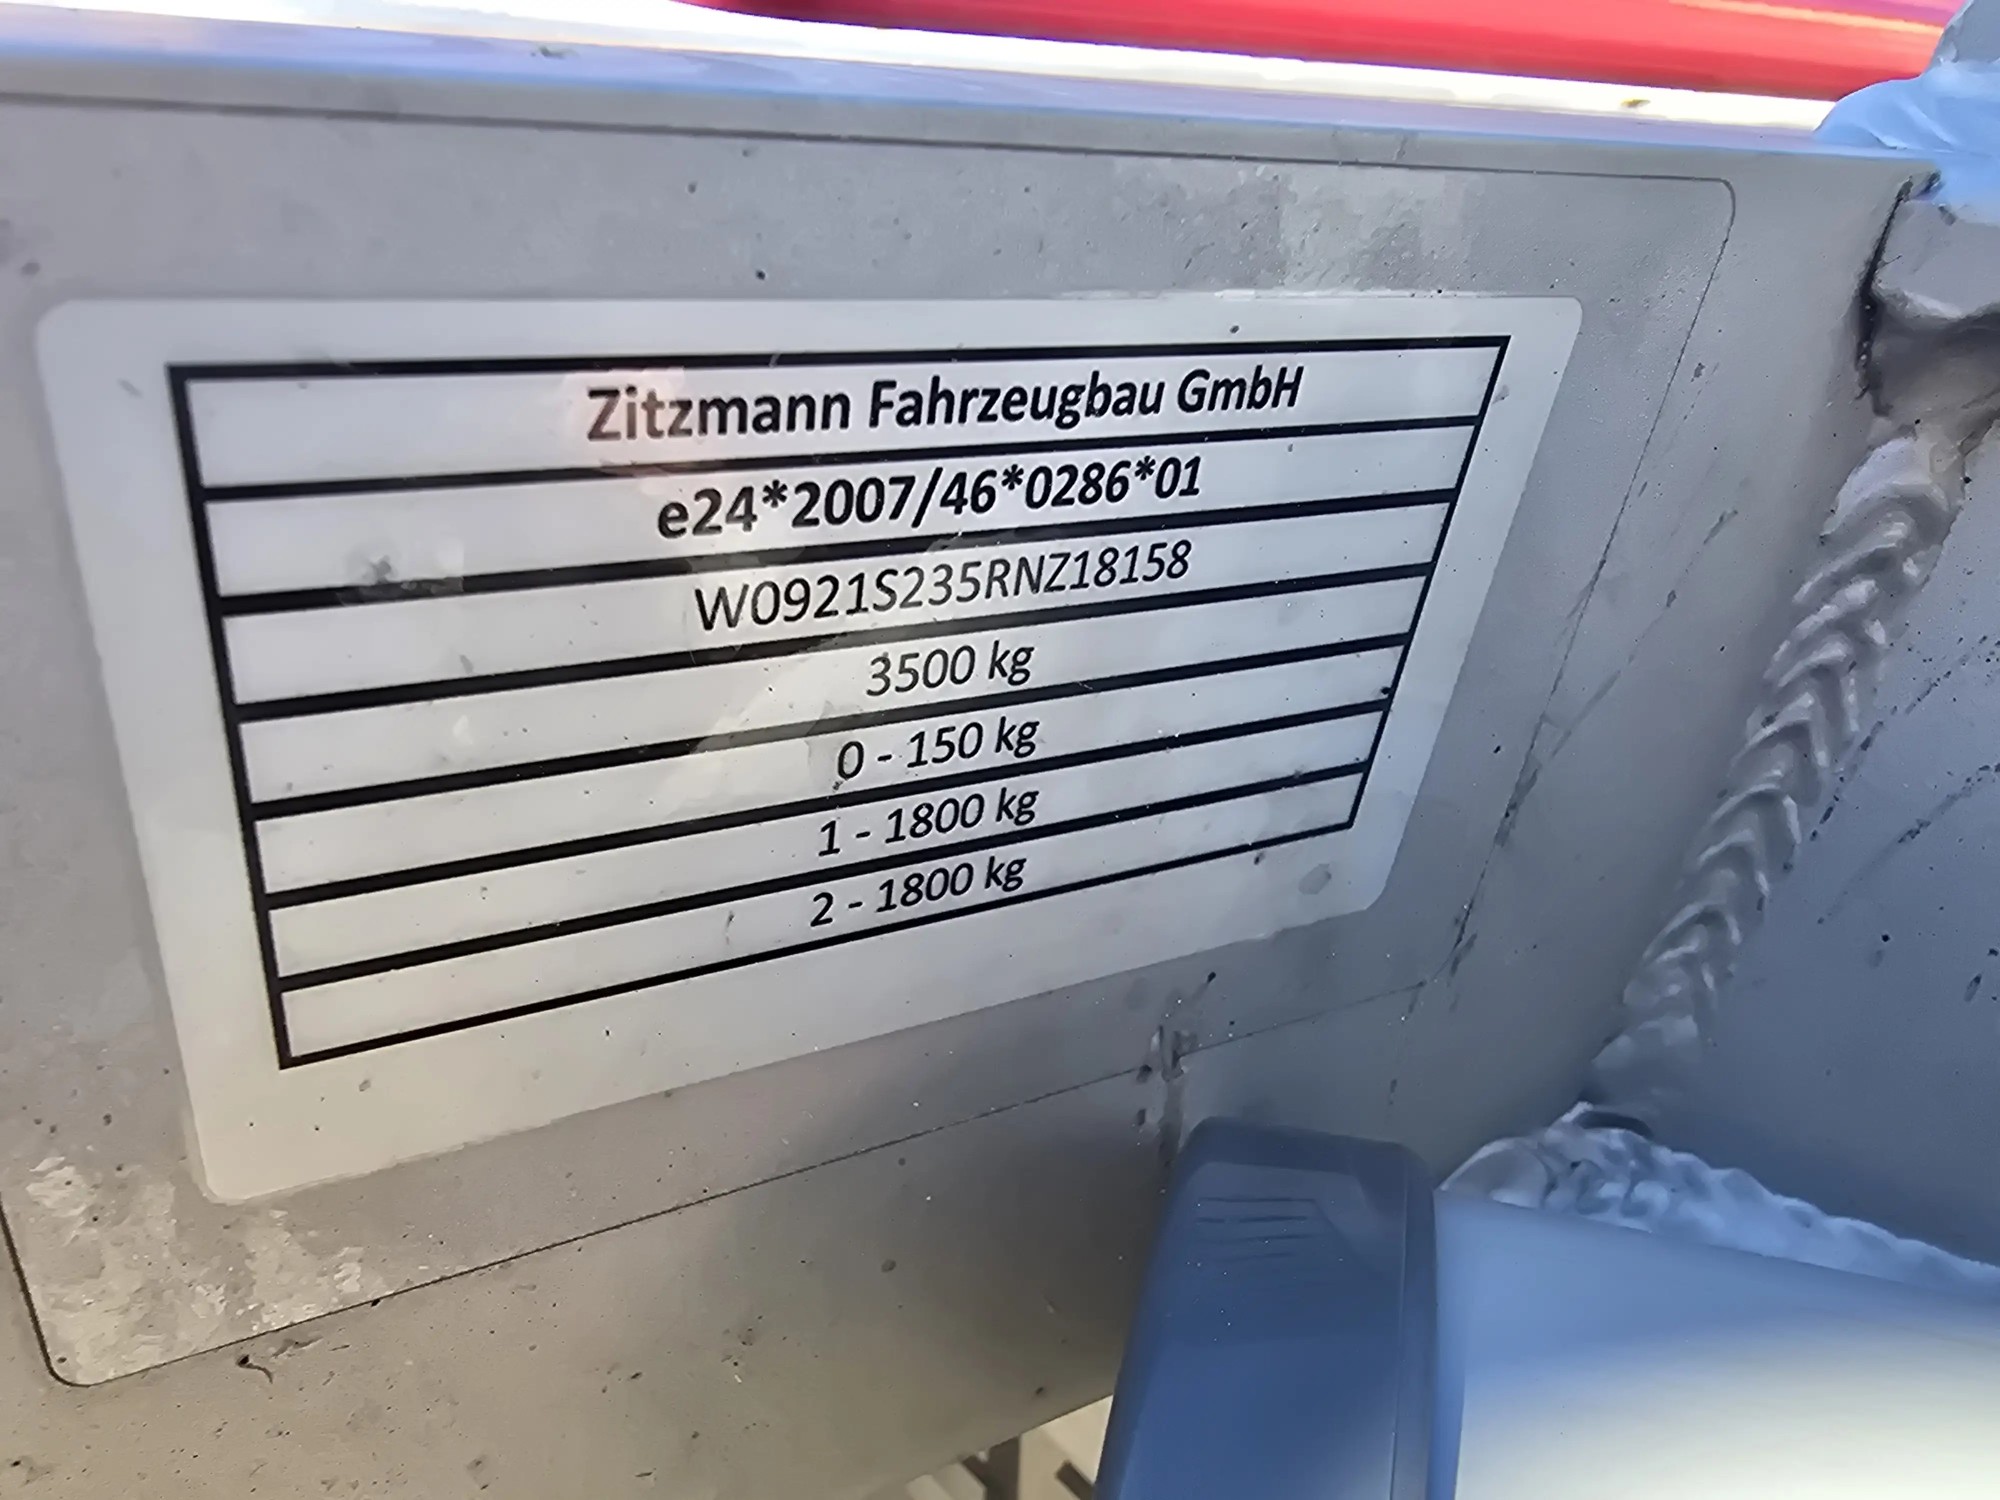 Zitzmann Fahrzeugbau GmbH
e24*2007/46*0286*01
W0921S235RNZ18158
3500 kg
0 - 150 kg
1 - 1800 kg
2 - 1800 kg